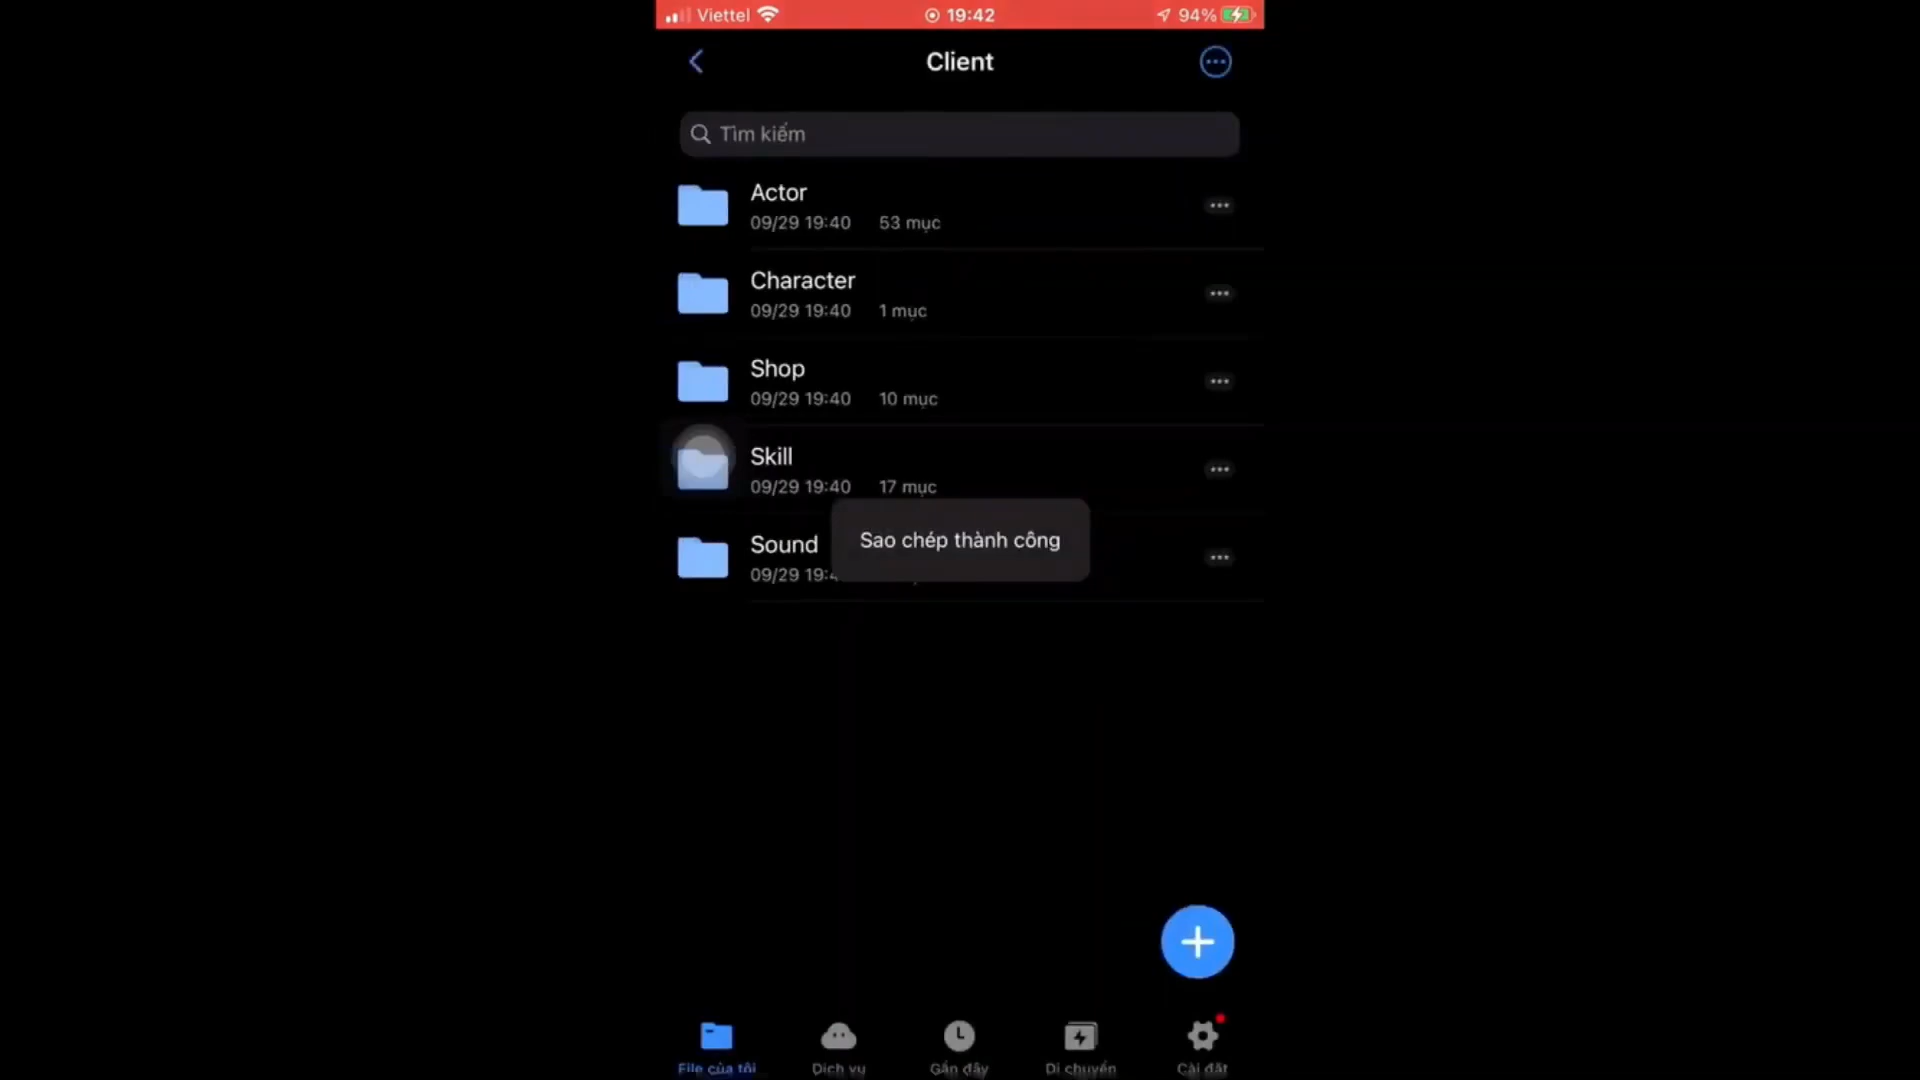 Viettel 19:42 94%
Client
Tìm kiếm
Actor
09/29 19:40 53 mục
Character
09/29 19:40 1 mục
Shop
09/29 19:40 10 mục
Skill
09/29 19:40 17 mục
Sound
Sao chép thành công
09/29
File của tôi Dịch vụ Gần đây Di chuyển Cài đặt